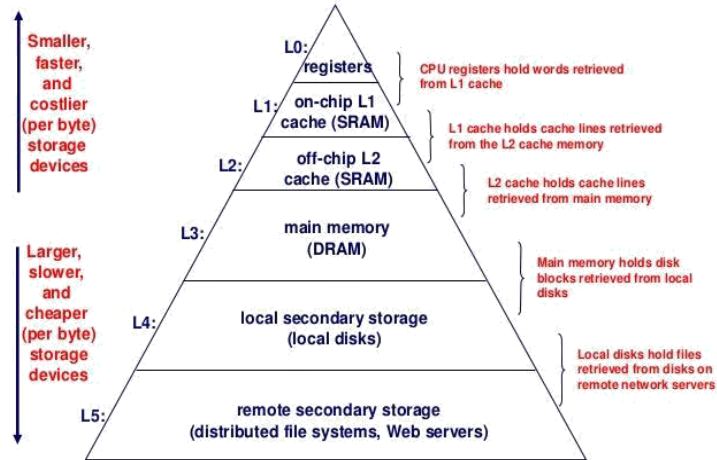 Smaller,
faster,
and
costlier
(per byte)
storage
devices
Larger,
slower,
and
cheaper
(per byte)
storage
devices
L0:
registers
L1:
on-chip L1
cache (SRAM)
L2:
off-chip L2
cache (SRAM)
L3:
main memory
(DRAM)
L4:
local secondary storage
(local disks)
L5:
remote secondary storage
(distributed file systems, Web servers)
CPU registers hold words retrieved
from L1 cache
L1 cache holds cache lines retrieved
from the L2 cache memory
L2 cache holds cache lines
retrieved from main memory
Main memory holds disk
blocks retrieved from local
disks
Local disks hold files
retrieved from disks on
remote network servers